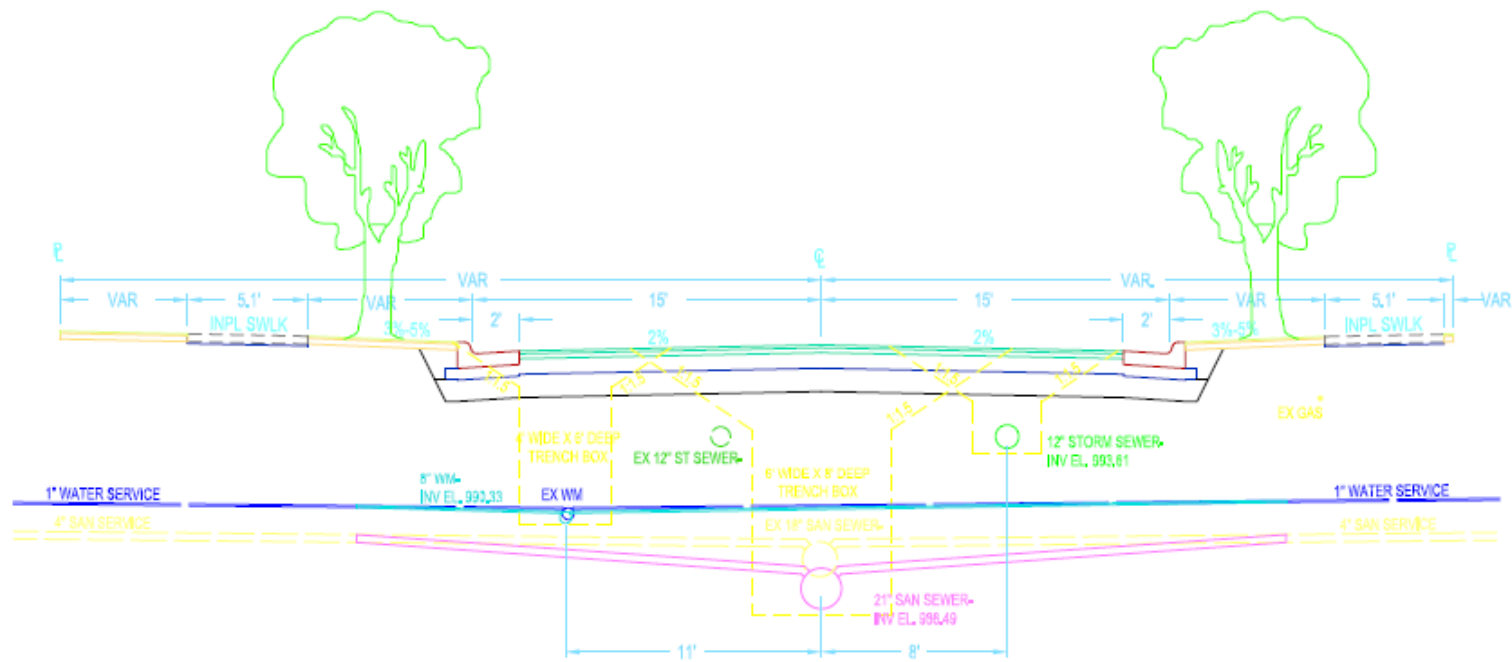 PL
CL
PL
VAR
VAR.
VAR
5.1'
VAR
15'
15'
VAR
5.1'
VAR
INPL SWLK
3%-5%
2'
2%
2%
2'
3%-5%
INPL SWLK
1:1.5
1:1.5
1:1.5
1:1.5
1:1.5
1:1.5
EX GAS
WIDE X 8' DEEP
TRENCH BOX
EX 12" ST SEWER-
12" STORM SEWER-
INV EL. 993.61
6' WIDE X 8' DEEP
TRENCH BOX
8" WM-
INV EL. 990.33
1" WATER SERVICE
EX WM
1" WATER SERVICE
4" SAN SERVICE
EX 18" SAN SEWER-
4" SAN SERVICE
21" SAN SEWER-
INV EL. 986.49
11'
8'